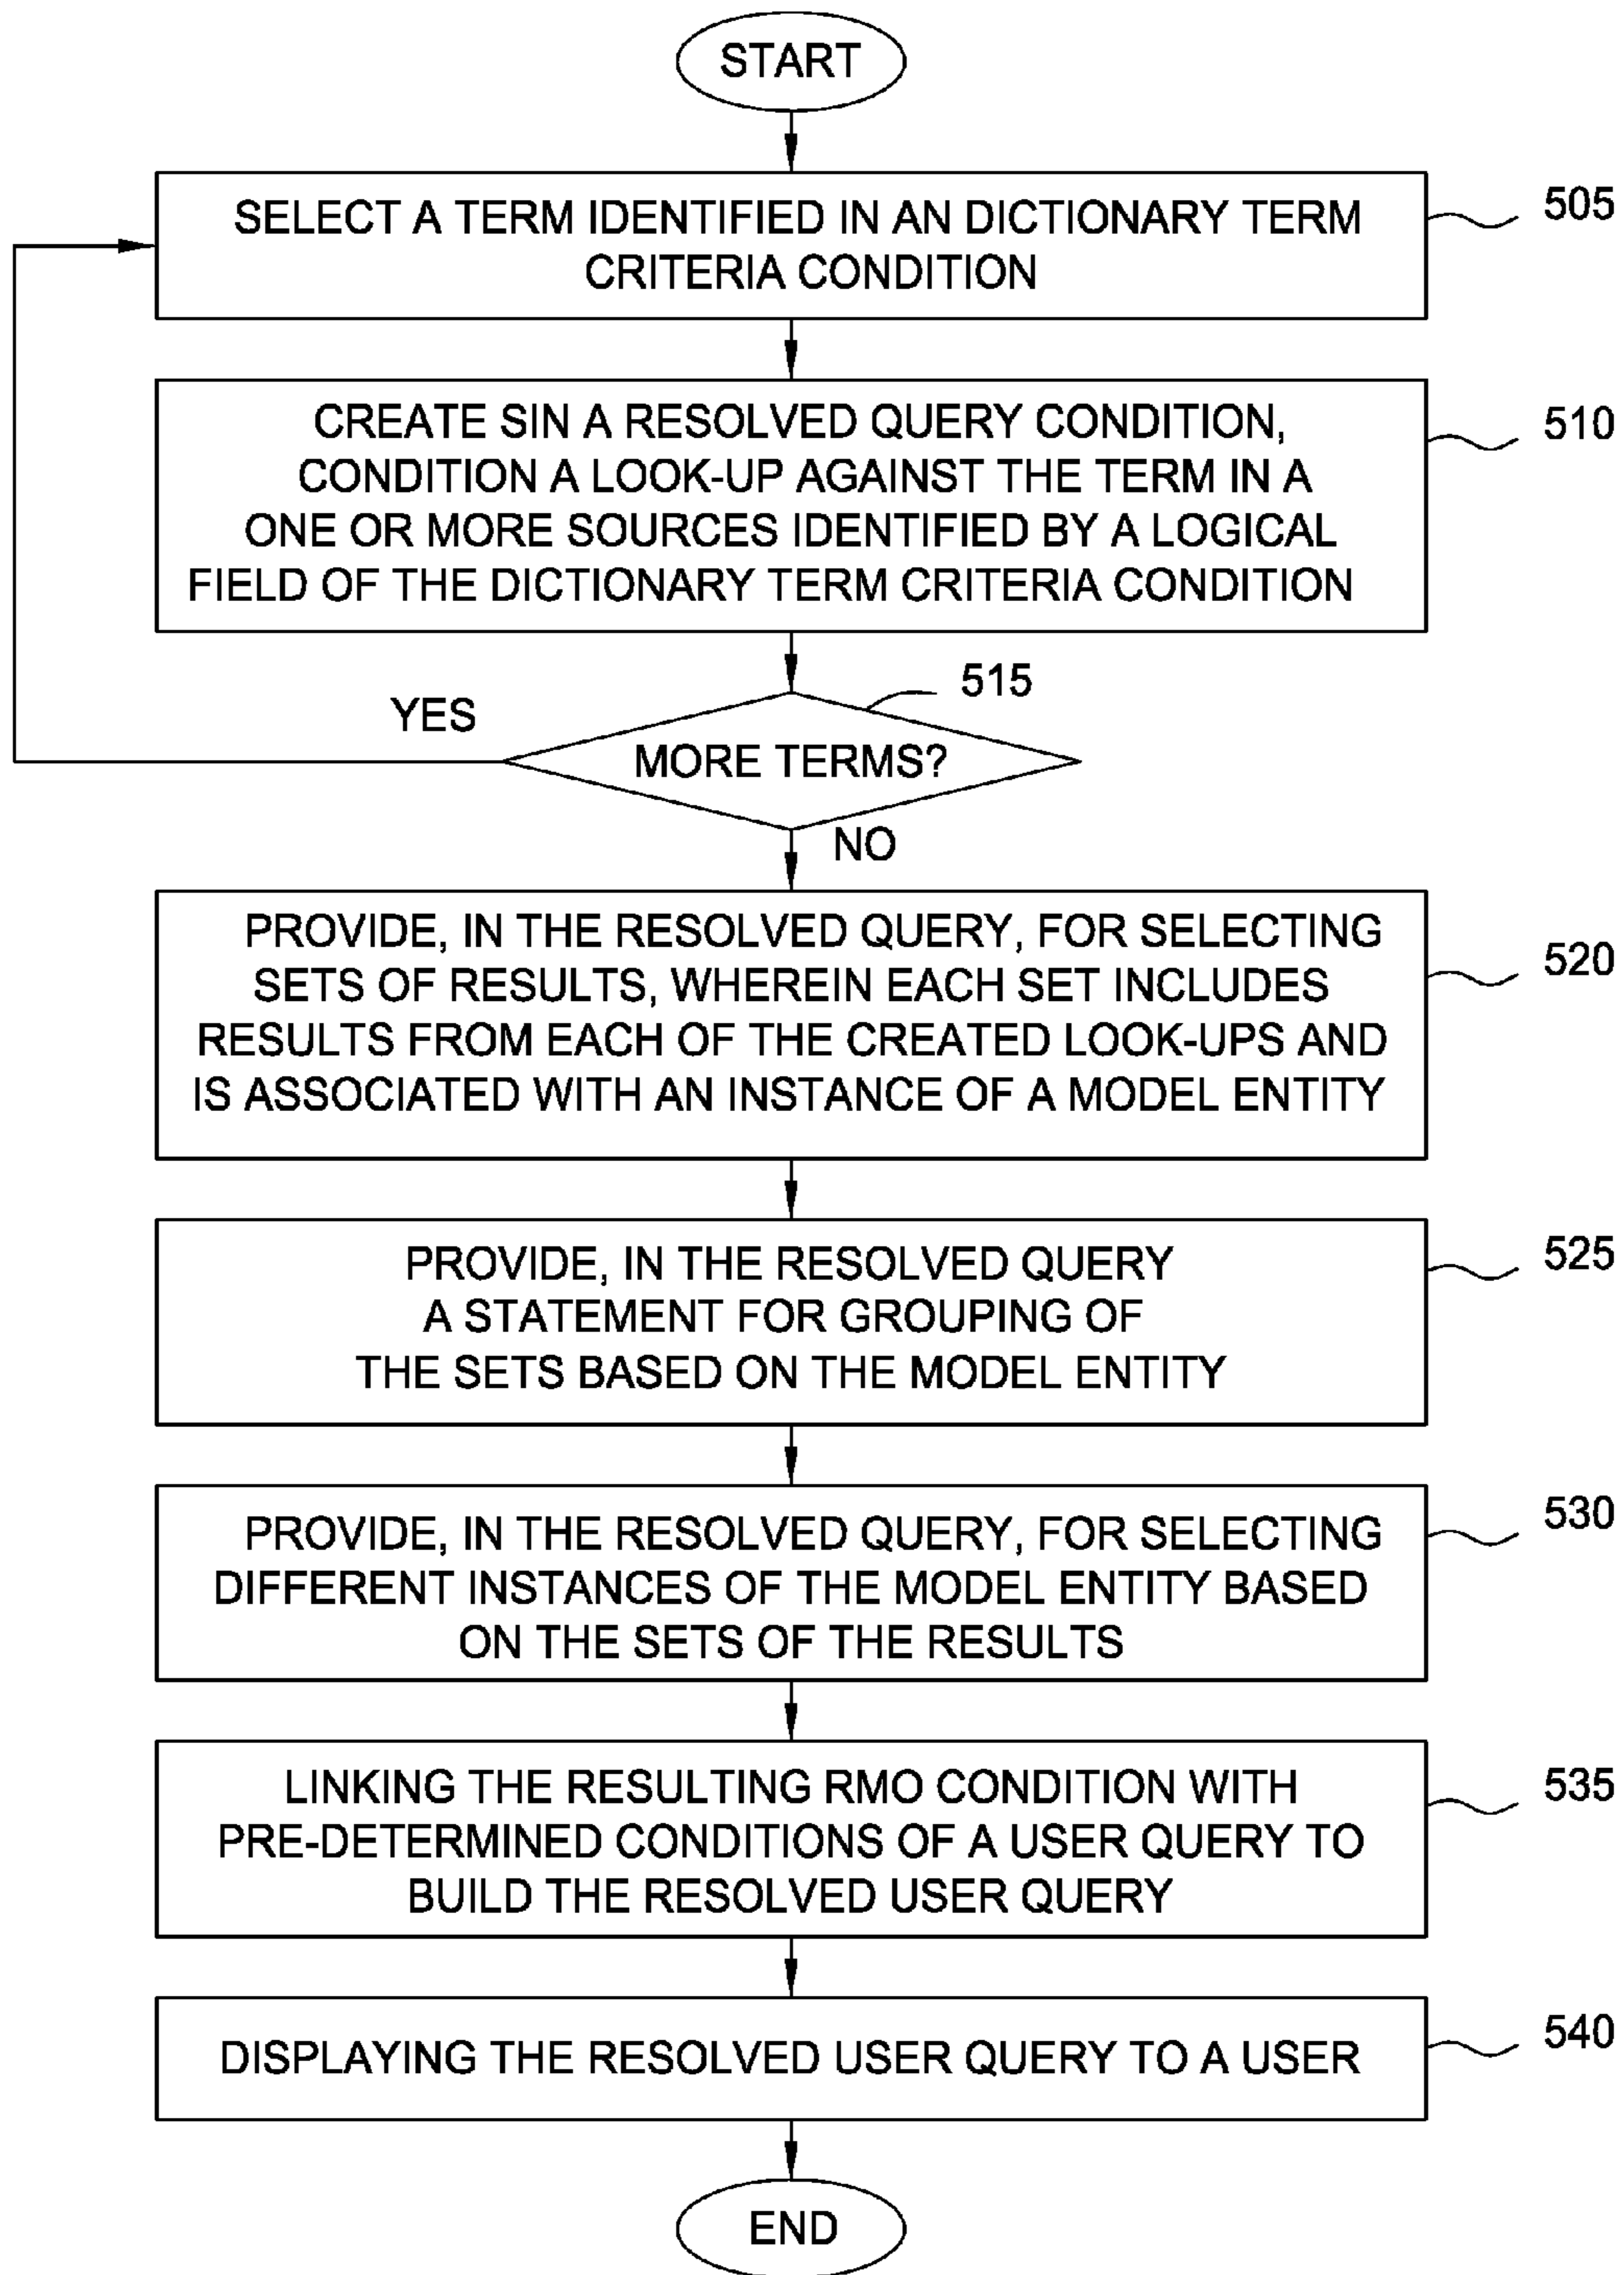 START
SELECT A TERM IDENTIFIED IN AN DICTIONARY TERM
CRITERIA CONDITION
505
CREATE SIN A RESOLVED QUERY CONDITION,
CONDITION A LOOK-UP AGAINST THE TERM IN A
ONE OR MORE SOURCES IDENTIFIED BY A LOGICAL
FIELD OF THE DICTIONARY TERM CRITERIA CONDITION
510
515
YES
MORE TERMS?
NO
PROVIDE, IN THE RESOLVED QUERY, FOR SELECTING
SETS OF RESULTS, WHEREIN EACH SET INCLUDES
RESULTS FROM EACH OF THE CREATED LOOK-UPS AND
IS ASSOCIATED WITH AN INSTANCE OF A MODEL ENTITY
520
PROVIDE, IN THE RESOLVED QUERY
A STATEMENT FOR GROUPING OF
THE SETS BASED ON THE MODEL ENTITY
525
PROVIDE, IN THE RESOLVED QUERY, FOR SELECTING
DIFFERENT INSTANCES OF THE MODEL ENTITY BASED
ON THE SETS OF THE RESULTS
530
LINKING THE RESULTING RMO CONDITION WITH
PRE-DETERMINED CONDITIONS OF A USER QUERY TO
BUILD THE RESOLVED USER QUERY
535
DISPLAYING THE RESOLVED USER QUERY TO A USER
540
END